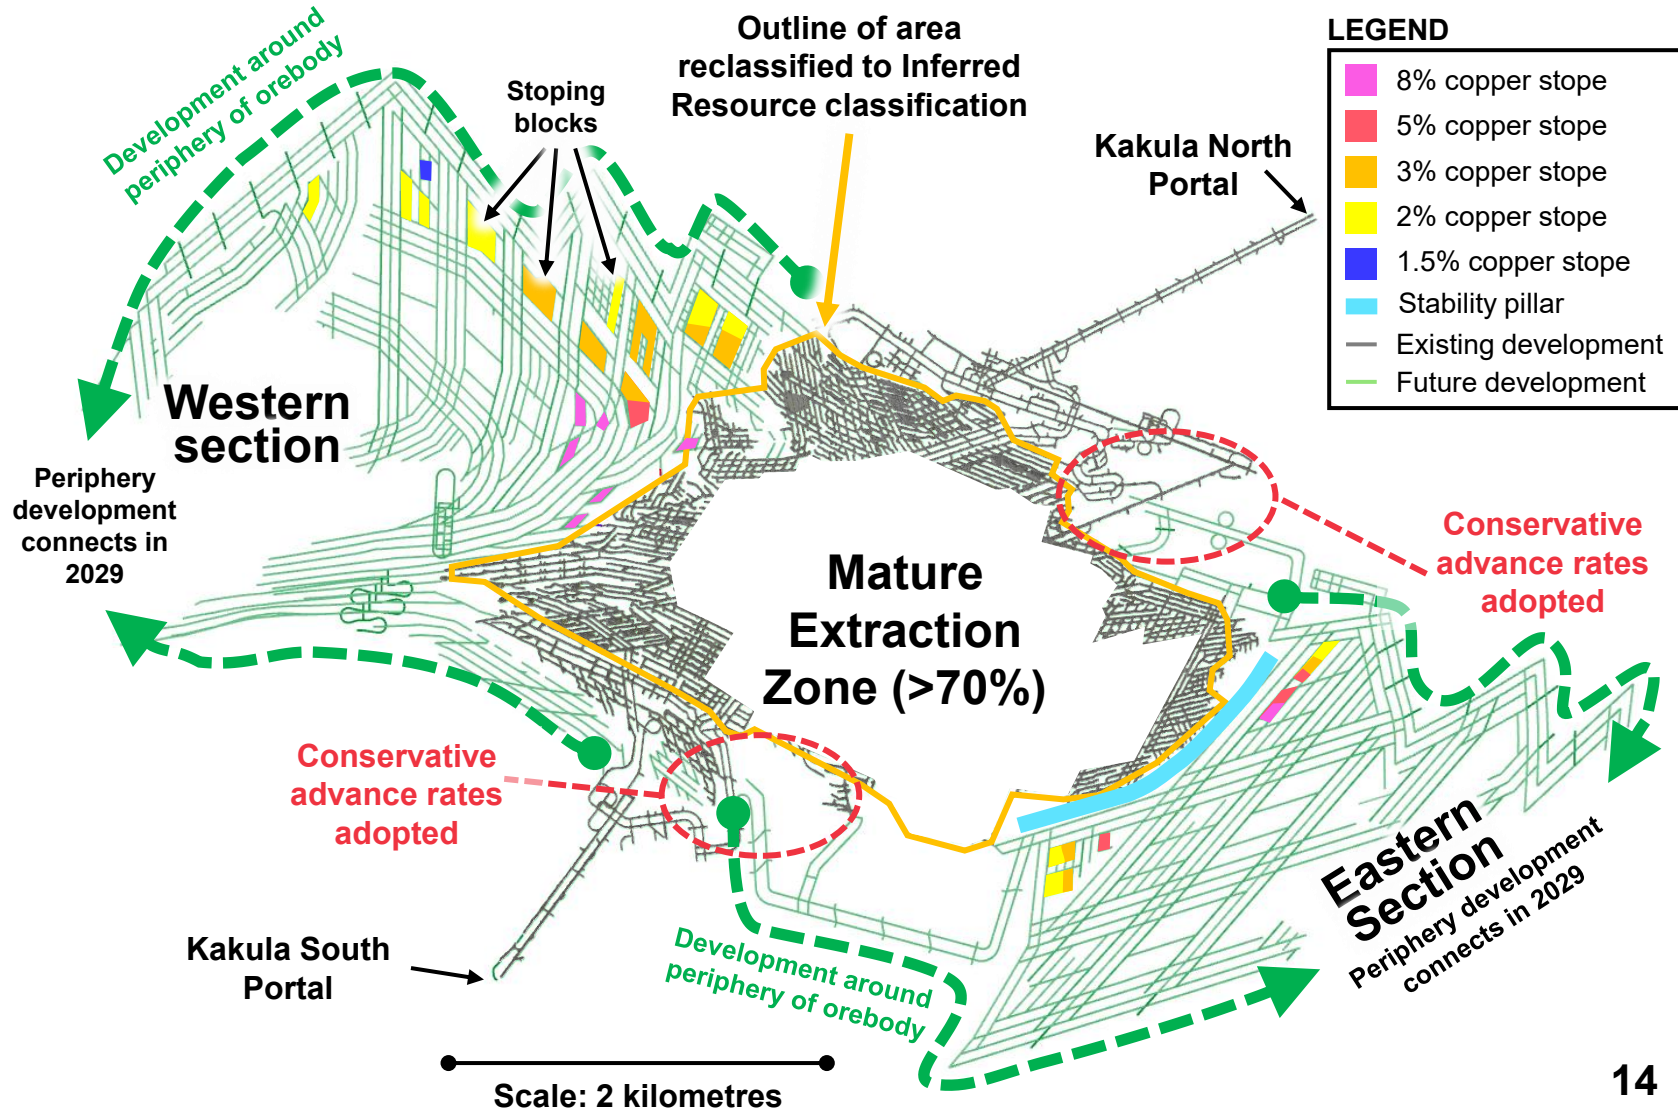 Development around
periphery of orebody
Stoping
blocks
Outline of area
reclassified to Inferred
Resource classification
Kakula North
Portal
LEGEND
8% copper stope
5% copper stope
3% copper stope
2% copper stope
1.5% copper stope
Stability pillar
Existing development
Future development
Western
section
Periphery
development
connects in
2029
Mature
Extraction
Zone (>70%)
Conservative
advance rates
adopted
Conservative
advance rates
adopted
Eastern
Section
Periphery development
connects in 2029
Kakula South
Portal
Development around
periphery of orebody
Scale: 2 kilometres
14